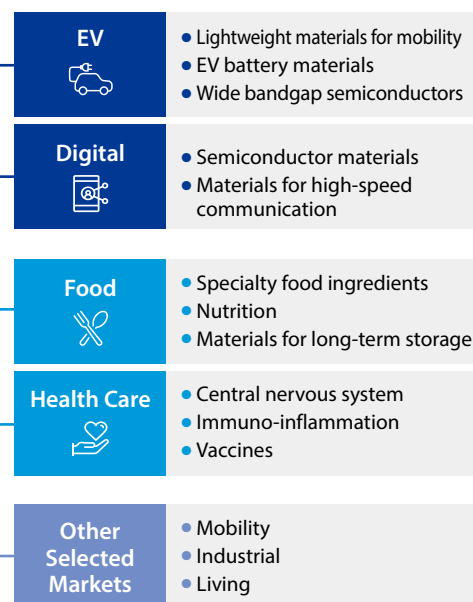 EV
• Lightweight materials for mobility
• EV battery materials
• Wide bandgap semiconductors
Digital
• Semiconductor materials
• Materials for high-speed
communication
Food
• Specialty food ingredients
• Nutrition
• Materials for long-term storage
Health Care
• Central nervous system
• Immuno-inflammation
• Vaccines
Other
Selected
Markets
• Mobility
• Industrial
• Living